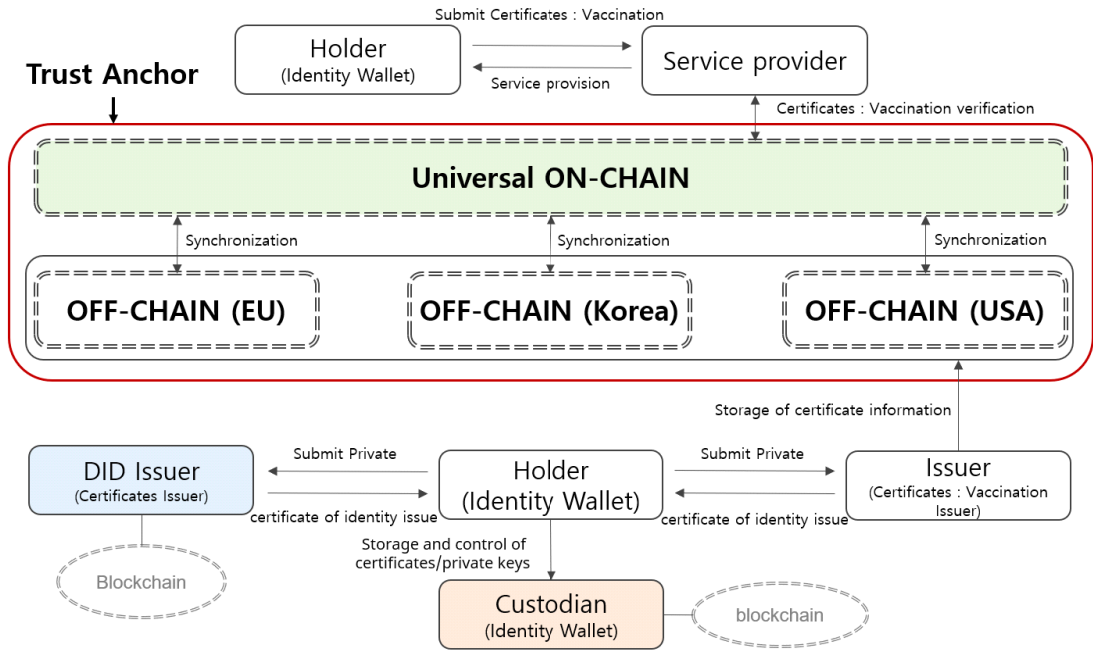 Submit Certificates : Vaccination
Holder
(Identity Wallet)
Service provider
Service provision
Trust Anchor
Certificates : Vaccination verification
Universal ON-CHAIN
Synchronization
Synchronization
Synchronization
OFF-CHAIN (EU)
OFF-CHAIN (Korea)
OFF-CHAIN (USA)
Storage of certificate information
DID Issuer
(Certificates Issuer)
Submit Private
certificate of identity issue
Holder
(Identity Wallet)
Submit Private
certificate of identity issue
Issuer
(Certificates : Vaccination
Issuer)
Storage and control of
certificates/private keys
Blockchain
Custodian
(Identity Wallet)
blockchain